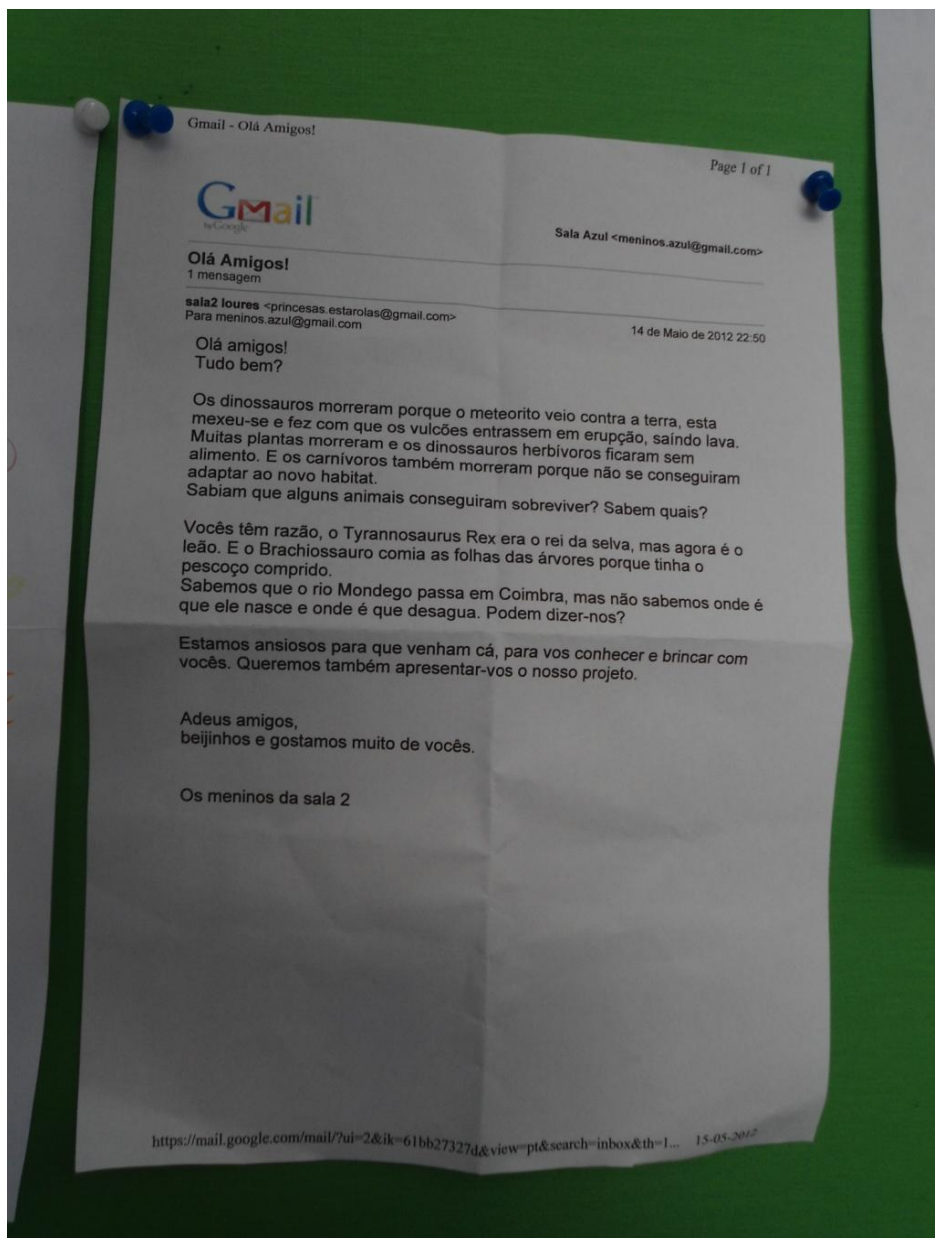 Gmail - Olá Amigos!
Page 1 of 1
Gmail
by Google
Sala Azul <meninos.azul@gmail.com>
Olá Amigos!
1 mensagem
sala2 loures <princesas.estarolas@gmail.com>
Para meninos.azul@gmail.com
14 de Maio de 2012 22:50
Olá amigos!
Tudo bem?
Os dinossauros morreram porque o meteorito veio contra a terra, esta
mexeu-se e fez com que os vulcões entrassem em erupção, saíndo lava.
Muitas plantas morreram e os dinossauros herbívoros ficaram sem
alimento. E os carnívoros também morreram porque não se conseguiram
adaptar ao novo habitat.
Sabiam que alguns animais conseguiram sobreviver? Sabem quais?
Vocês têm razão, o Tyrannosaurus Rex era o rei da selva, mas agora é o
leão. E o Brachiossauro comia as folhas das árvores porque tinha o
pescoço comprido.
Sabemos que o rio Mondego passa em Coimbra, mas não sabemos onde é
que ele nasce e onde é que desagua. Podem dizer-nos?
Estamos ansiosos para que venham cá, para vos conhecer e brincar com
vocês. Queremos também apresentar-vos o nosso projeto.
Adeus amigos,
beijinhos e gostamos muito de vocês.
Os meninos da sala 2
https://mail.google.com/mail/?ui=2&ik=61bb27327d&view=pt&search=inbox&th=1... 15-05-2012